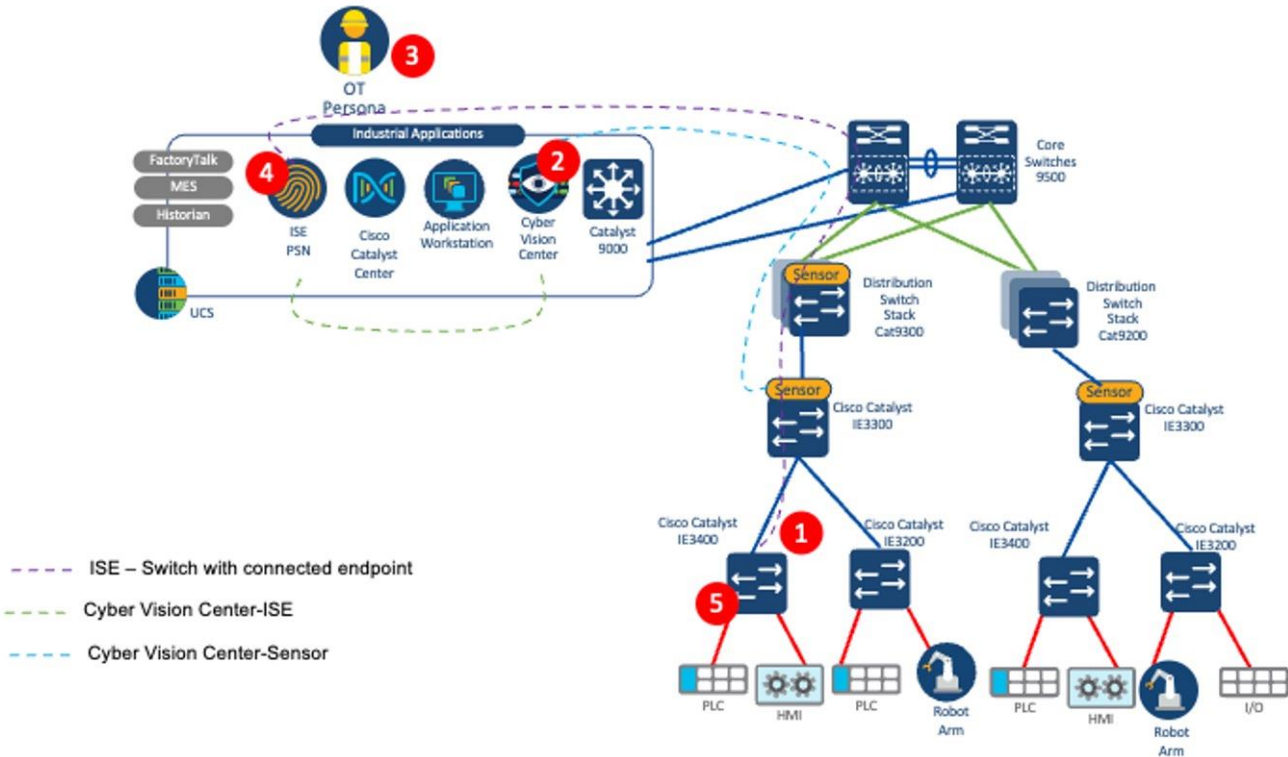 3
OT
Persona
Industrial Applications
FactoryTalk
MES
Historian
4
2
ISE
PSN
Cisco
Catalyst
Center
Application
Workstation
Cyber
Vision
Center
Catalyst
9000
UCS
Core
Switches
9500
Sensor
Distribution
Switch
Stack
Cat9300
Distribution
Switch
Stack
Cat9200
Sensor
Cisco Catalyst
IE3300
Sensor
Cisco Catalyst
IE3300
Cisco Catalyst
IE3400
1
Cisco Catalyst
IE3200
Cisco Catalyst
IE3400
Cisco Catalyst
IE3200
5
PLC
HMI
PLC
Robot
Arm
PLC
HMI
Robot
Arm
I/O
ISE – Switch with connected endpoint
Cyber Vision Center-ISE
Cyber Vision Center-Sensor